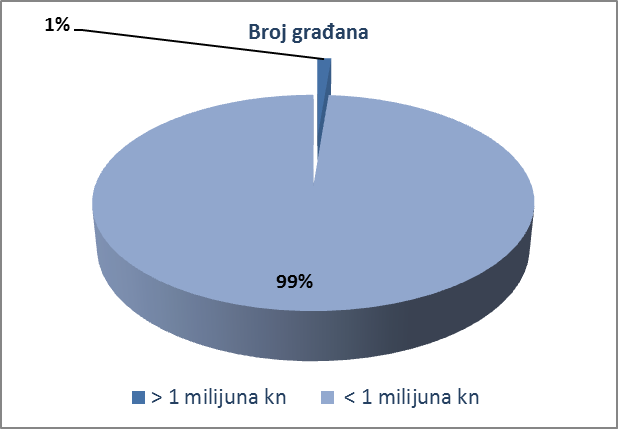 1%
Broj građana
99%
> 1 milijuna kn
< 1 milijuna kn